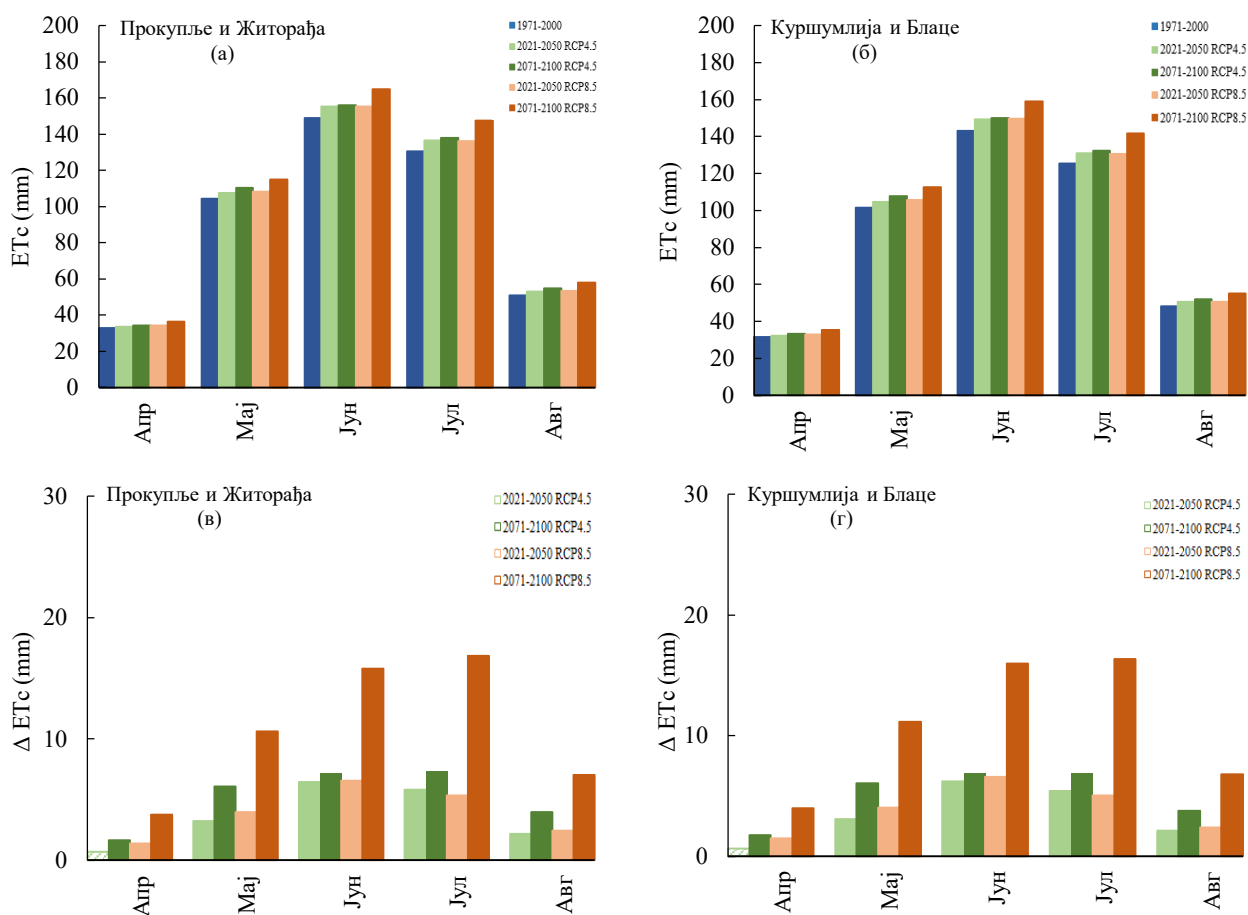 Прокупље и Житорађа
(а)
ETc (mm)
200
180
160
140
120
100
80
60
40
20
0
1971-2000
2021-2050 RCP4.5
2071-2100 RCP4.5
2021-2050 RCP8.5
2071-2100 RCP8.5
Апр
Мај
Јун
Јул
Авг
Куршумлија и Блаце
(б)
ETc (mm)
200
180
160
140
120
100
80
60
40
20
0
1971-2000
2021-2050 RCP4.5
2071-2100 RCP4.5
2021-2050 RCP8.5
2071-2100 RCP8.5
Апр
Мај
Јун
Јул
Авг
Прокупље и Житорађа
(в)
Δ ETc (mm)
30
20
10
0
2021-2050 RCP4.5
2071-2100 RCP4.5
2021-2050 RCP8.5
2071-2100 RCP8.5
Апр
Мај
Јун
Јул
Авг
Куршумлија и Блаце
(г)
Δ ETc (mm)
30
20
10
0
2021-2050 RCP4.5
2071-2100 RCP4.5
2021-2050 RCP8.5
2071-2100 RCP8.5
Апр
Мај
Јун
Јул
Авг